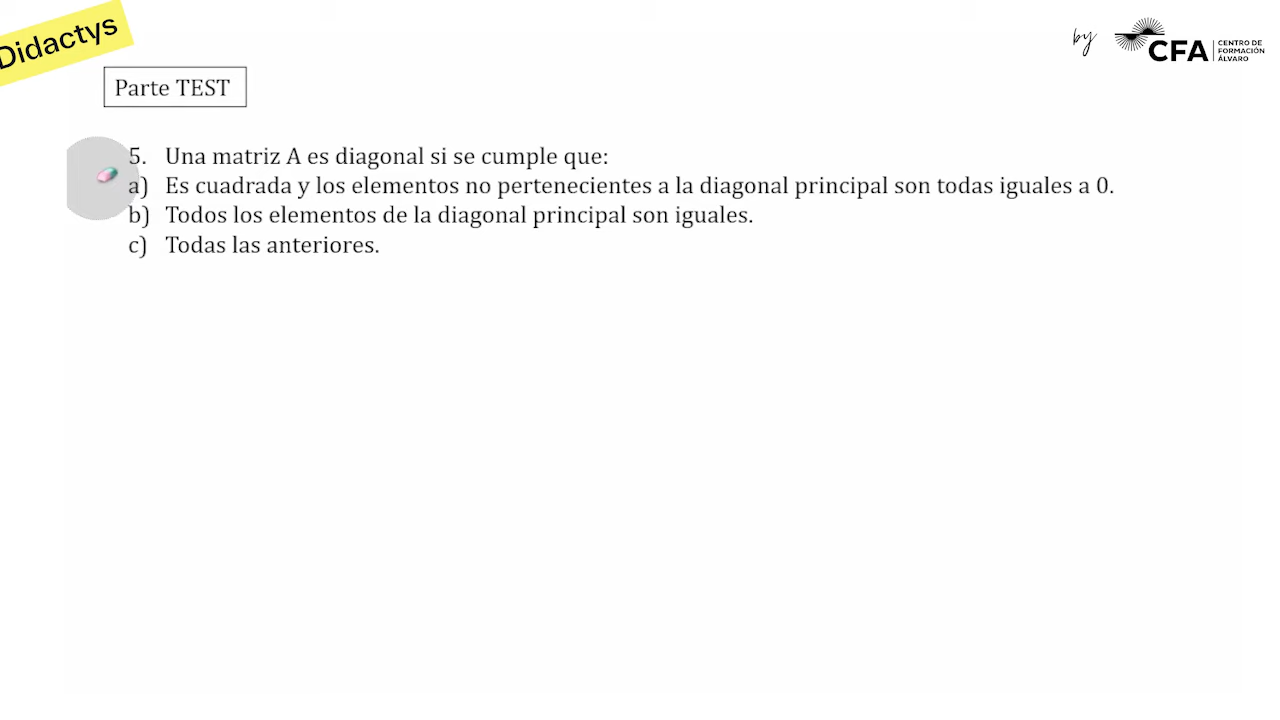 Didactys
by
CFA
CENTRO DE
FORMACIÓN
ÁLVARO
Parte TEST
5. Una matriz A es diagonal si se cumple que:
a) Es cuadrada y los elementos no pertenecientes a la diagonal principal son todas iguales a 0.
b) Todos los elementos de la diagonal principal son iguales.
c) Todas las anteriores.